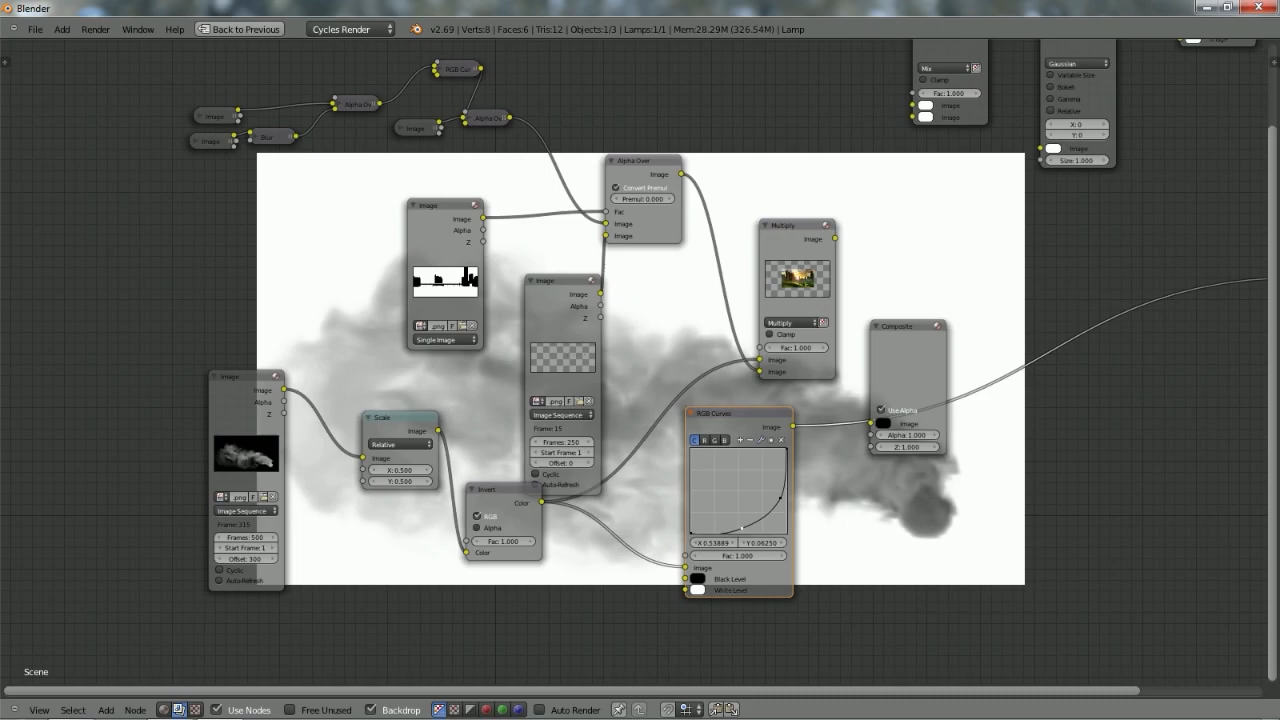 Blender
File Add Render Window Help Back to Previous Cycles Render v2.69 | Verts:8 | Faces:6 | Tris:12 | Objects:1/3 | Lamps:1/1 | Mem:28.29M (326.54M) | Lamp
RGB Cur
Image
Alpha Ov
Image
Blur
Image
Alpha Ov
Mix
Clamp
Fac: 1.000
Image
Image
Gaussian
Variable Size
Bokeh
Gamma
Relative
X: 0
Y: 0
Image
Size: 1.000
Alpha Over
Image
Convert Premul
Premul: 0.000
Fac
Image
Image
Image
Image
Alpha
Z
.png F
Single Image
Image
Image
Alpha
Z
.png F
Image Sequence
Frame: 15
Frames: 250
Start Frame: 1
Offset: 0
Cyclic
Auto-Refresh
Multiply
Image
Multiply
Clamp
Fac: 1.000
Image
Image
Composite
Use Alpha
Image
Alpha: 1.000
Z: 1.000
Image
Image
Alpha
Z
.png F
Image Sequence
Frame: 315
Frames: 500
Start Frame: 1
Offset: 300
Cyclic
Auto-Refresh
Scale
Image
Relative
Image
X: 0.500
Y: 0.500
Invert
Color
RGB
Alpha
Fac: 1.000
Color
RGB Curves
Image
C R G B
X 0.53889 Y 0.06250
Fac: 1.000
Image
Black Level
White Level
Scene
View Select Add Node Use Nodes Free Unused Backdrop Auto Render